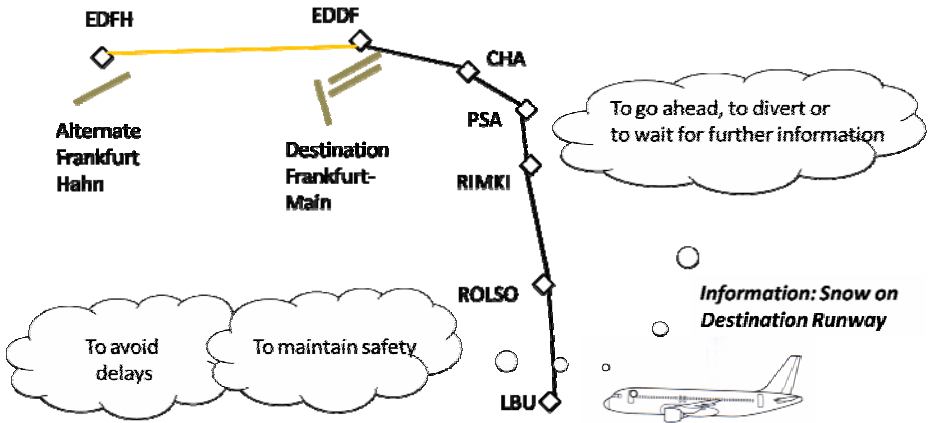 EDFH
EDDF
CHA
PSA
To go ahead, to divert or
to wait for further information
Alternate
Frankfurt
Hahn
Destination
Frankfurt-
Main
RIMKI
ROLSO
Information: Snow on
Destination Runway
To avoid
delays
To maintain safety
LBU